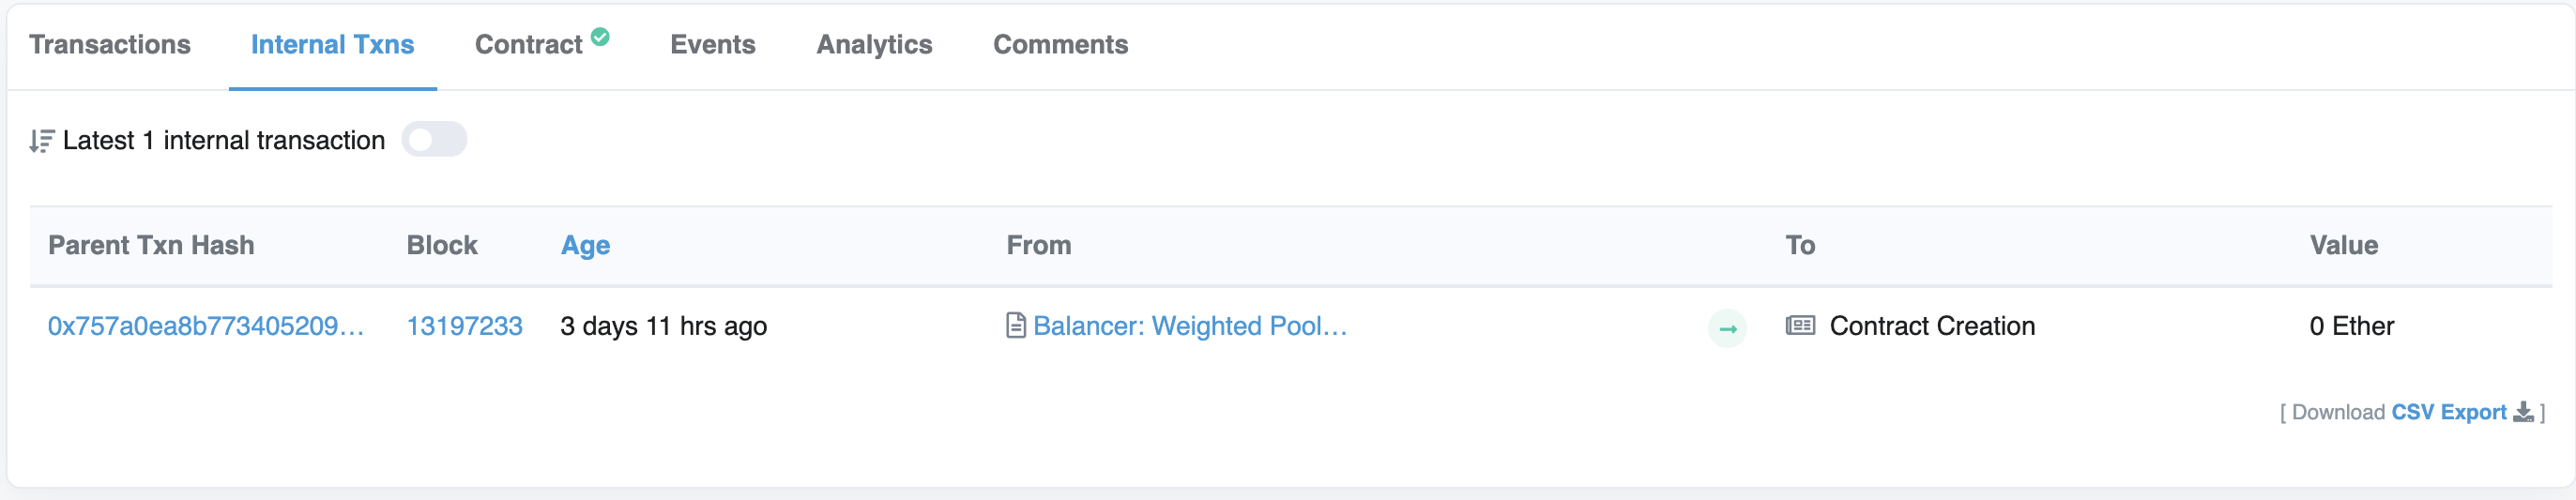 Transactions Internal Txns Contract Events Analytics Comments
Latest 1 internal transaction
Parent Txn Hash Block Age From To Value
0x757a0ea8b773405209... 13197233 3 days 11 hrs ago Balancer: Weighted Pool... Contract Creation 0 Ether
[ Download CSV Export ]